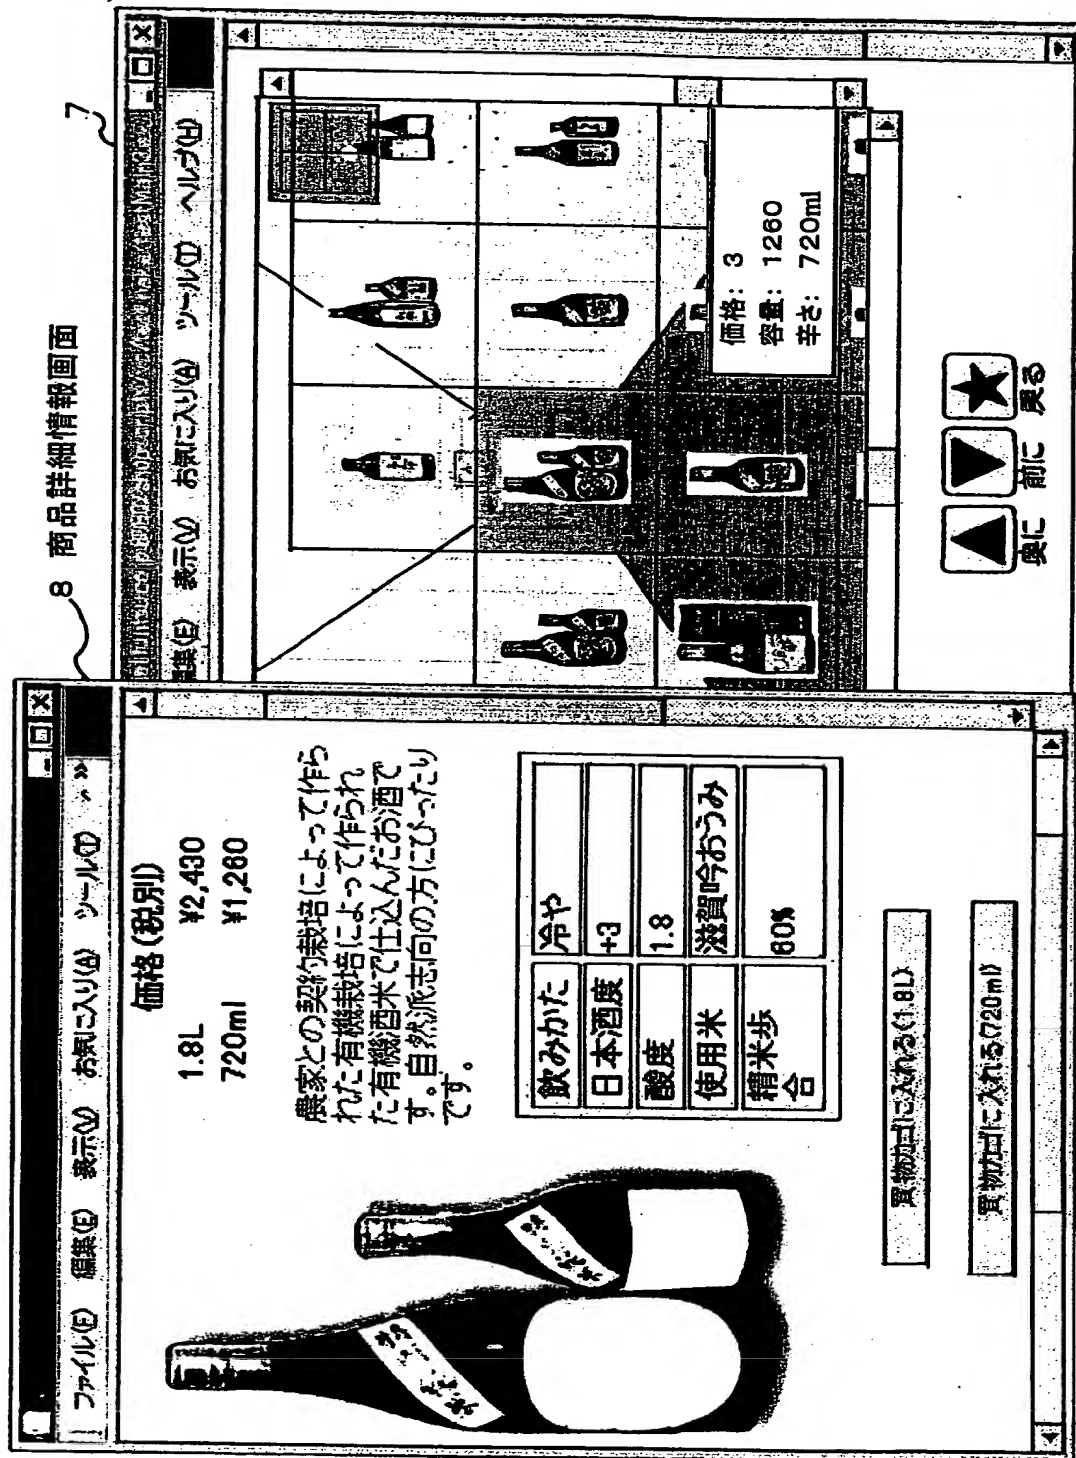 8 商品詳細情報画面
7
ファイル(F) 編集(E) 表示(V) お気に入り(A) ツール(T) »
価格(税別)
1.8L ¥2,430
720ml ¥1,260
農家との契約栽培によって作ら
れた有機栽培によって作られ
た有機酒米で仕込んだお酒で
す。自然派志向の方にぴったり
です。
飲みかた 冷や
日本酒度 +3
酸度 1.8
使用米 滋賀吟おうみ
精米歩合 60%
買物カゴに入れる(1.8L)
買物カゴに入れる(720ml)
編集(E) 表示(V) お気に入り(A) ツール(T) ヘルプ(H)
価格: 3
容量: 1260
辛さ: 720ml
奥に 前に 戻る